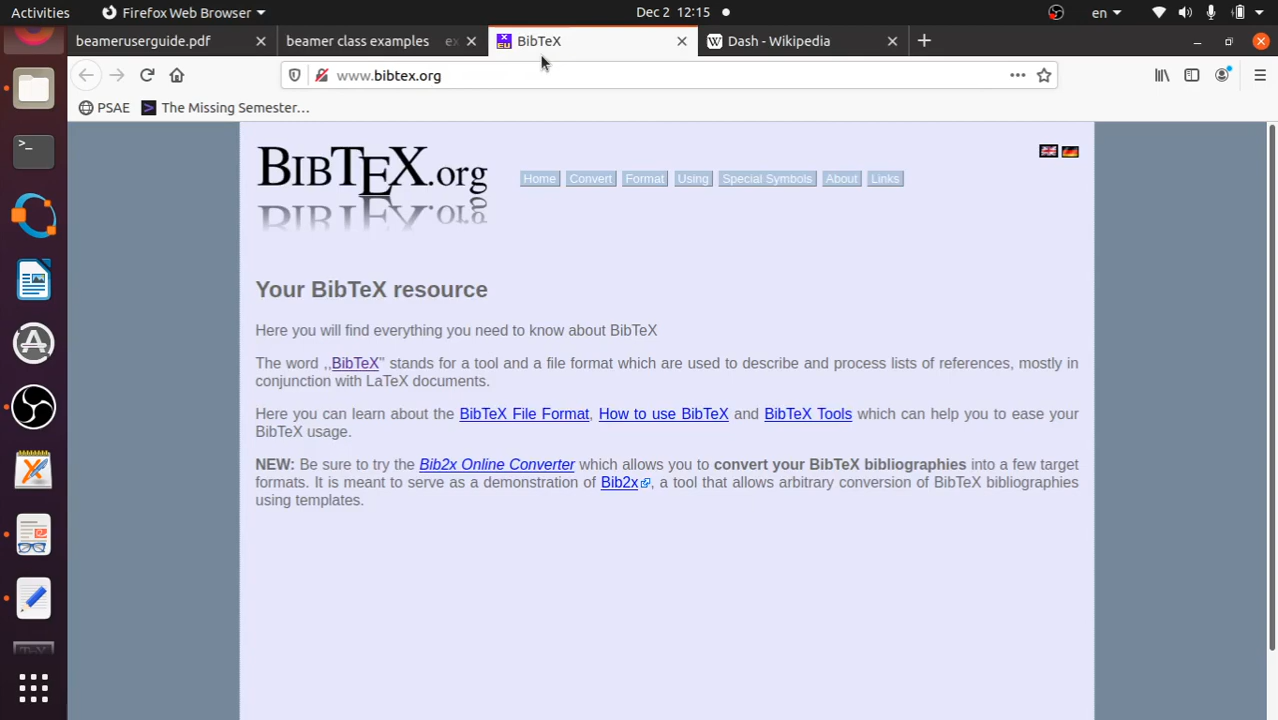 Activities Firefox Web Browser Dec 2 12:15 en
beameruserguide.pdf beamer class examples ex BibTeX Dash - Wikipedia
www.bibtex.org
PSAE The Missing Semester…
BIBTEX.org
Home Convert Format Using Special Symbols About Links
Your BibTeX resource
Here you will find everything you need to know about BibTeX
The word ,,BibTeX" stands for a tool and a file format which are used to describe and process lists of references, mostly in
conjunction with LaTeX documents.
Here you can learn about the BibTeX File Format, How to use BibTeX and BibTeX Tools which can help you to ease your
BibTeX usage.
NEW: Be sure to try the Bib2x Online Converter which allows you to convert your BibTeX bibliographies into a few target
formats. It is meant to serve as a demonstration of Bib2x, a tool that allows arbitrary conversion of BibTeX bibliographies
using templates.